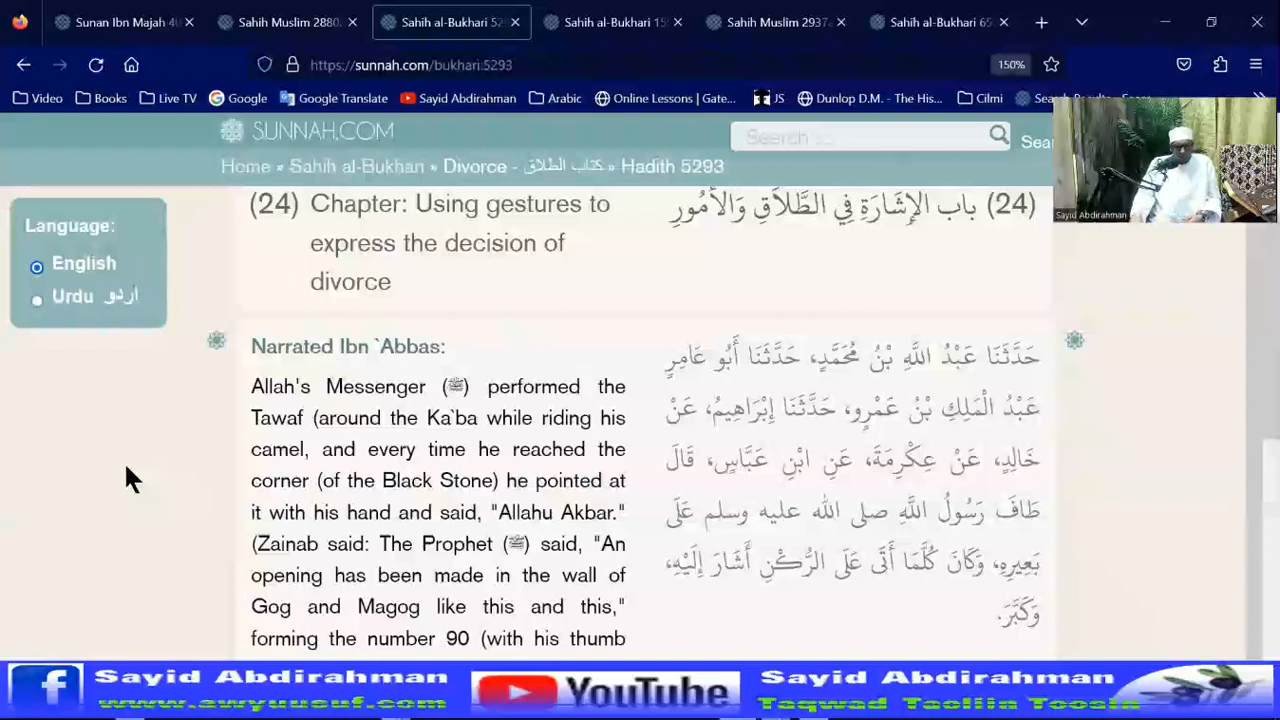 Sunan Ibn Majah 40
Sahih Muslim 2880,
Sahih al-Bukhari 52
Sahih al-Bukhari 15
Sahih Muslim 2937
Sahih al-Bukhari 65
https://sunnah.com/bukhari:5293
150%
Video
Books
Live TV
Google
Google Translate
Sayid Abdirahman
Arabic
Online Lessons | Gate...
JS
Dunlop D.M. - The His...
Cilmi
SUNNAH.COM
Search
Sear
Home » Sahih al-Bukhari » Divorce - كتاب الطلاق » Hadith 5293
Sayid Abdirahman
Language:
English
Urdu اردو
(24) Chapter: Using gestures to
express the decision of
divorce
(24) باب الإِشَارَةِ فِي الطَّلاَقِ وَالأُمُورِ
Narrated Ibn `Abbas:
Allah's Messenger (ﷺ) performed the
Tawaf (around the Ka`ba while riding his
camel, and every time he reached the
corner (of the Black Stone) he pointed at
it with his hand and said, "Allahu Akbar."
(Zainab said: The Prophet (ﷺ) said, "An
opening has been made in the wall of
Gog and Magog like this and this,"
forming the number 90 (with his thumb
حَدَّثَنَا عَبْدُ اللَّهِ بْنُ مُحَمَّدٍ، حَدَّثَنَا أَبُو عَامِرٍ
عَبْدُ الْمَلِكِ بْنُ عَمْرٍو، حَدَّثَنَا إِبْرَاهِيمُ، عَنْ
خَالِدٍ، عَنْ عِكْرِمَةَ، عَنِ ابْنِ عَبَّاسٍ، قَالَ
طَافَ رَسُولُ اللَّهِ صلى الله عليه وسلم عَلَى
بَعِيرِهِ، وَكَانَ كُلَّمَا أَتَى عَلَى الرُّكْنِ أَشَارَ إِلَيْهِ،
وَكَبَّرَ.
Sayid Abdirahman
www.awyuusuf.com
YouTube
Sayid Abdirahman
Taqwad Taoliin Toosin